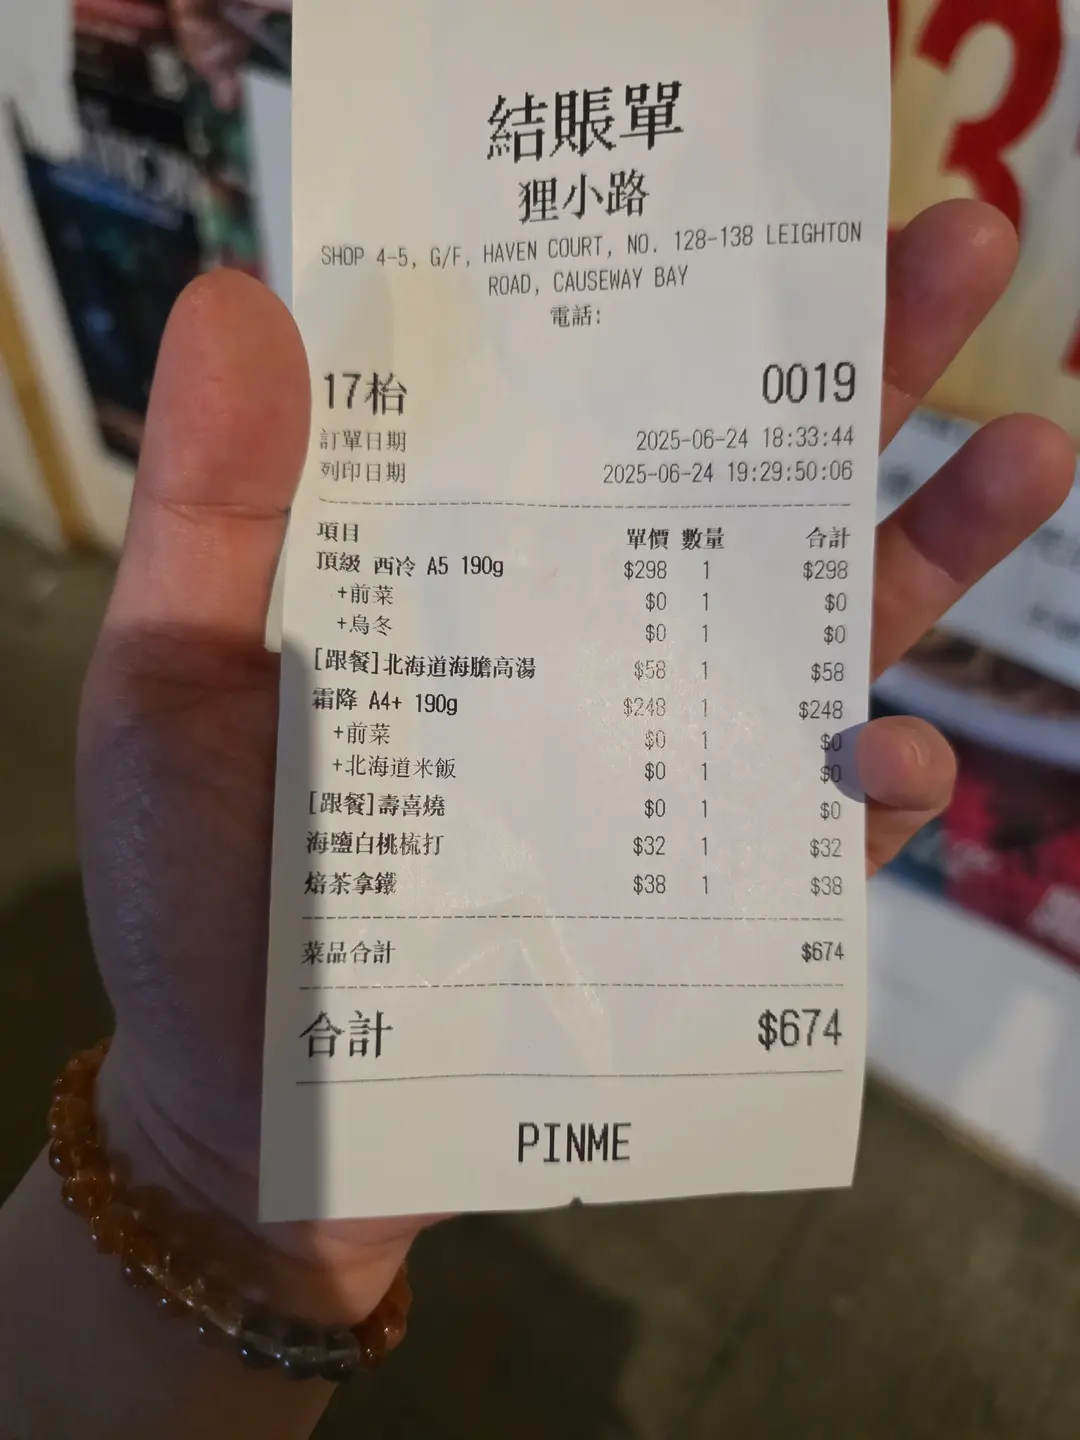 結賬單
狸小路
SHOP 4-5, G/F, HAVEN COURT, NO. 128-138 LEIGHTON
ROAD, CAUSEWAY BAY
電話:
17枱 0019
訂單日期 2025-06-24 18:33:44
列印日期 2025-06-24 19:29:50:06
項目 單價 數量 合計
頂級 西冷 A5 190g $298 1 $298
+前菜 $0 1 $0
+烏冬 $0 1 $0
[跟餐]北海道海膽高湯 $58 1 $58
霜降 A4+ 190g $248 1 $248
+前菜 $0 1 $0
+北海道米飯 $0 1 $0
[跟餐]壽喜燒 $0 1 $0
海鹽白桃梳打 $32 1 $32
焙茶拿鐵 $38 1 $38
菜品合計 $674
合計 $674
PINME
3